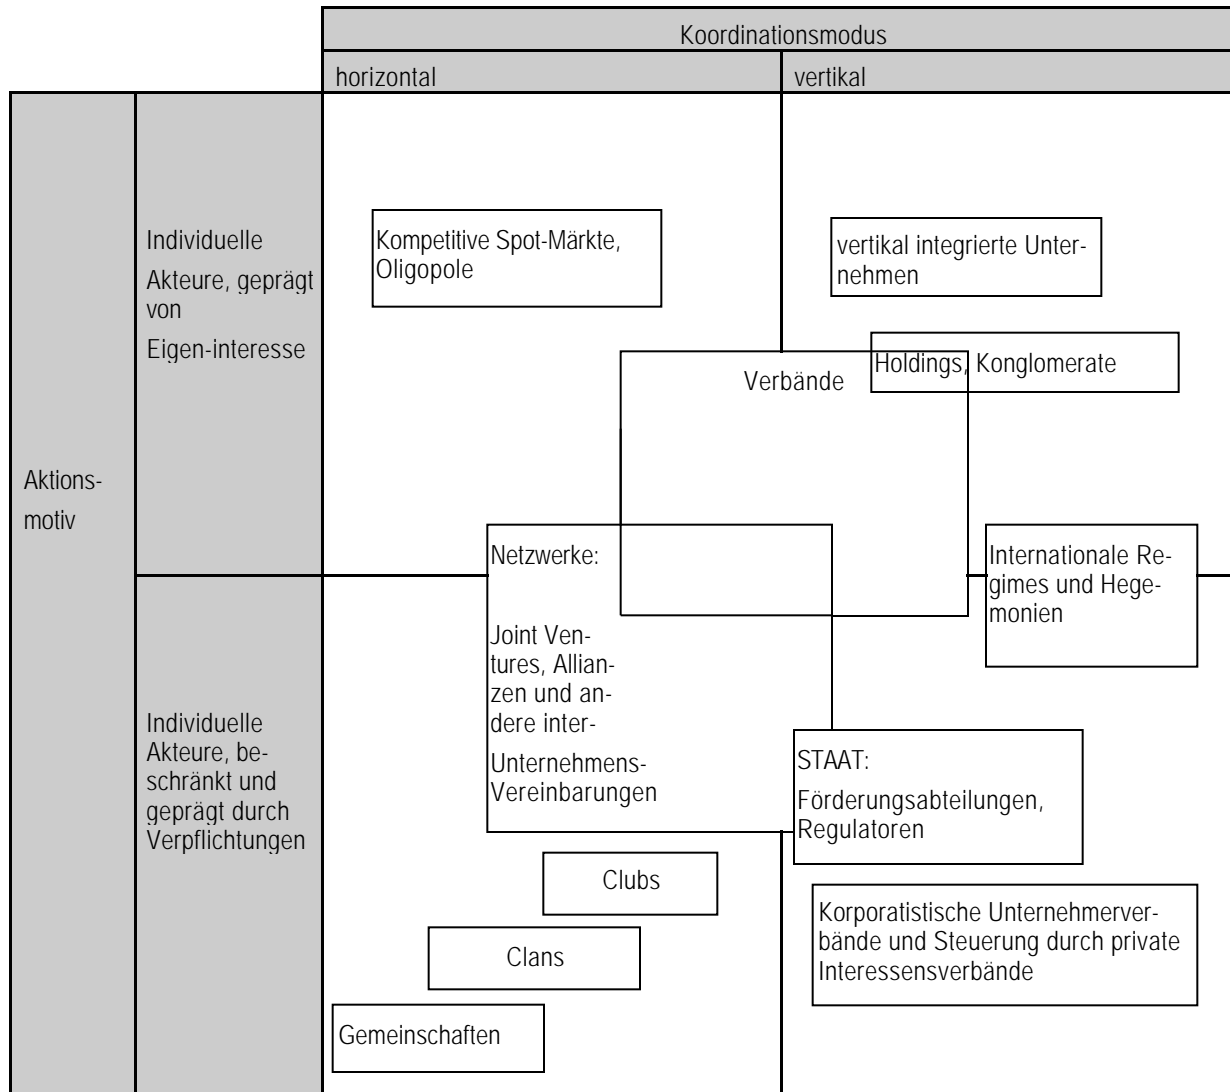 Koordinationsmodus
horizontal
vertikal
Aktions-
motiv
Individuelle
Akteure, geprägt
von
Eigen-interesse
Kompetitive Spot-Märkte,
Oligopole
vertikal integrierte Unter-
nehmen
Holdings, Konglomerate
Verbände
Netzwerke:
Joint Ven-
tures, Allian-
zen und an-
dere inter-
Unternehmens-
Vereinbarungen
Internationale Re-
gimes und Hege-
monien
Individuelle
Akteure, be-
schränkt und
geprägt durch
Verpflichtungen
STAAT:
Förderungsabteilungen,
Regulatoren
Clubs
Clans
Gemeinschaften
Korporatistische Unternehmerver-
bände und Steuerung durch private
Interessensverbände